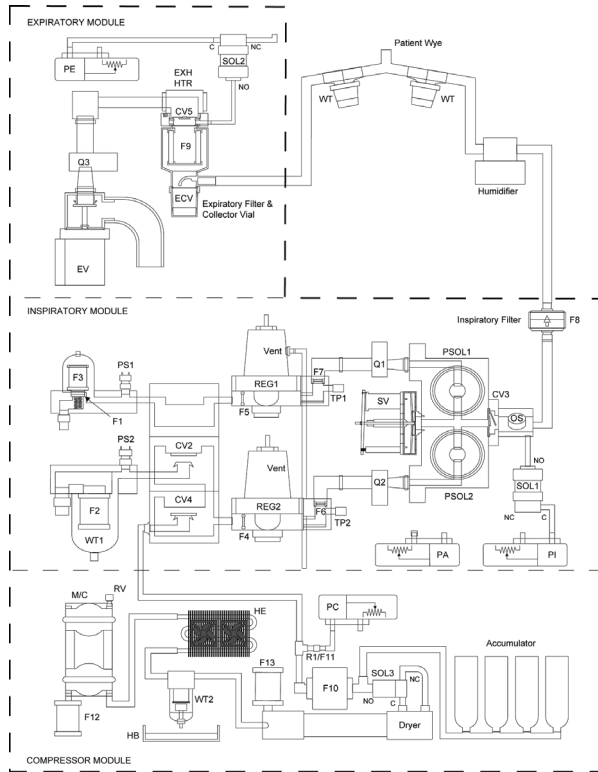 EXPIRATORY MODULE
PE
C
NC
SOL2
NO
EXH
HTR
CV5
F9
ECV
Expiratory Filter &
Collector Vial
Q3
EV
Patient Wye
WT
WT
Humidifier
Inspiratory Filter
F8
INSPIRATORY MODULE
F3
PS1
F1
PS2
F2
WT1
CV2
CV4
Vent
REG1
F5
F7
TP1
Vent
REG2
F4
F6
TP2
Q1
PSOL1
SV
CV3
OS
Q2
PSOL2
NO
SOL1
NC
C
PA
PI
M/C
RV
F12
HE
WT2
HB
F13
PC
R1/F11
F10
SOL3
NC
NO
C
Dryer
Accumulator
COMPRESSOR MODULE